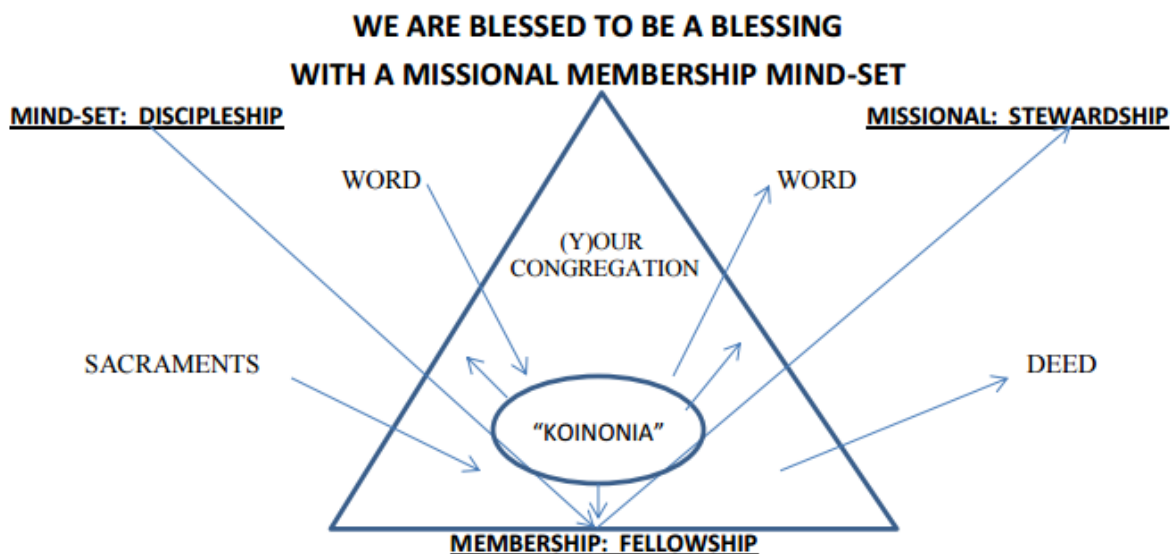 WE ARE BLESSED TO BE A BLESSING
WITH A MISSIONAL MEMBERSHIP MIND-SET
MIND-SET: DISCIPLESHIP
MISSIONAL: STEWARDSHIP
WORD
WORD
(Y)OUR
CONGREGATION
SACRAMENTS
DEED
“KOINONIA”
MEMBERSHIP: FELLOWSHIP